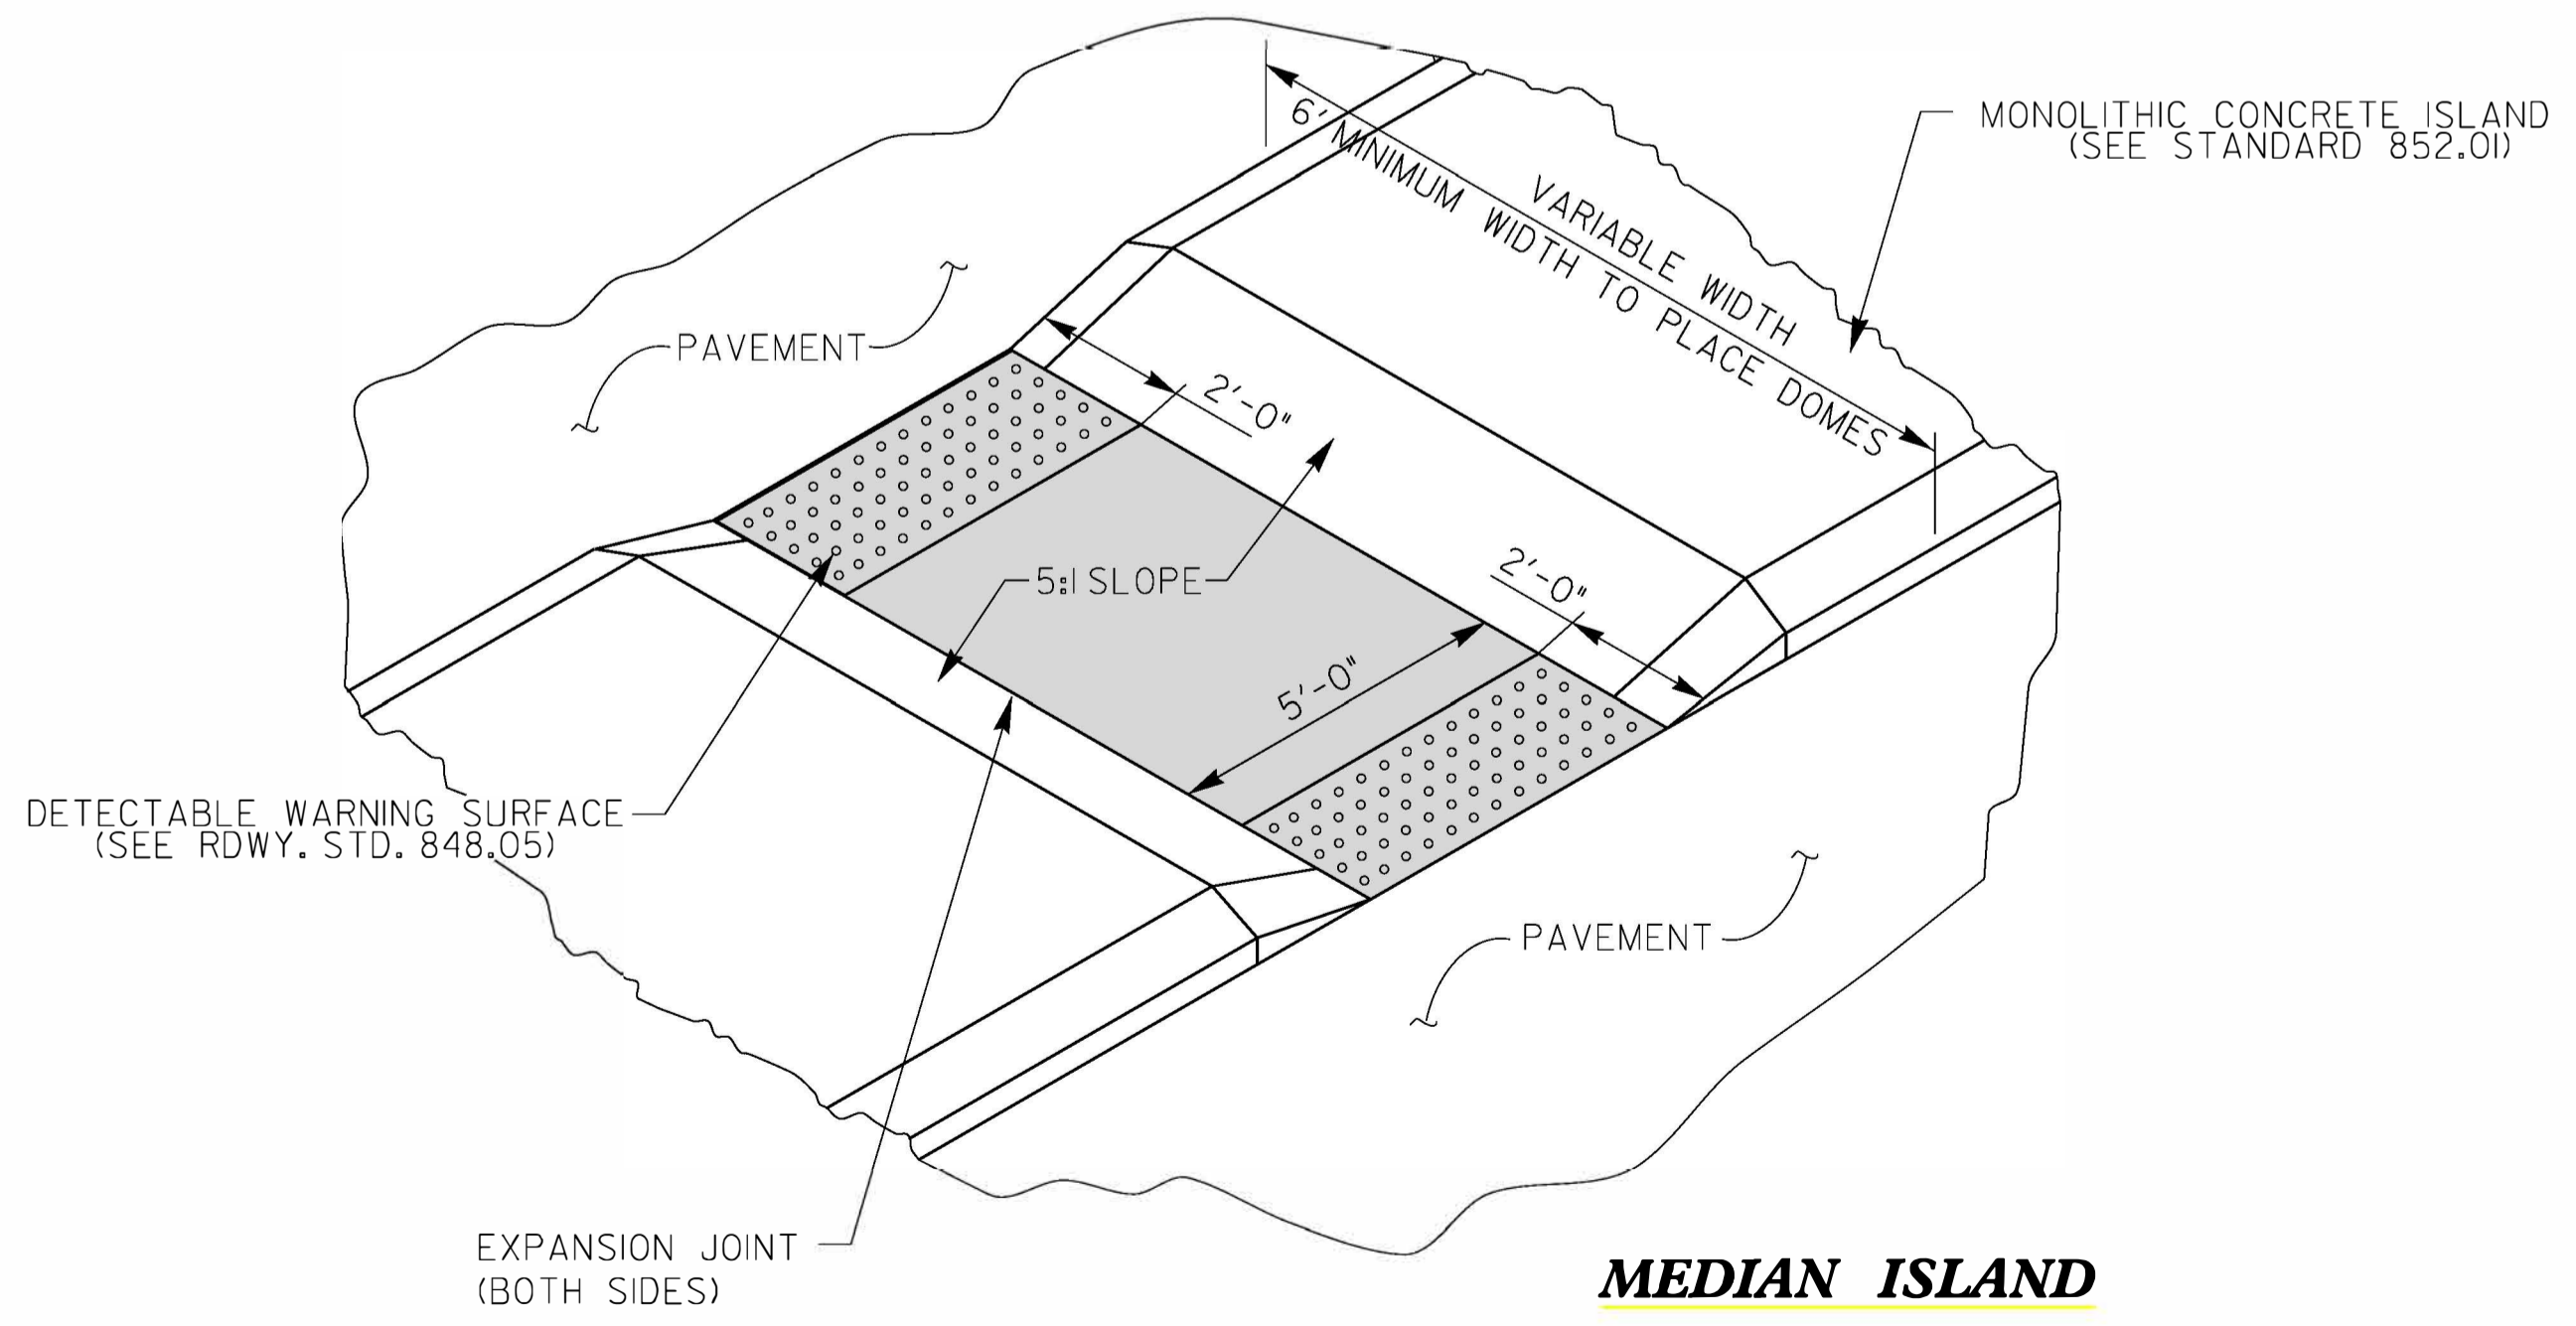 MONOLITHIC CONCRETE ISLAND
(SEE STANDARD 852.01)
VARIABLE WIDTH
6' MINIMUM WIDTH TO PLACE DOMES
PAVEMENT
2'-0"
5:1 SLOPE
2'-0"
5'-0"
DETECTABLE WARNING SURFACE
(SEE RDWY. STD. 848.05)
PAVEMENT
EXPANSION JOINT
(BOTH SIDES)
MEDIAN ISLAND